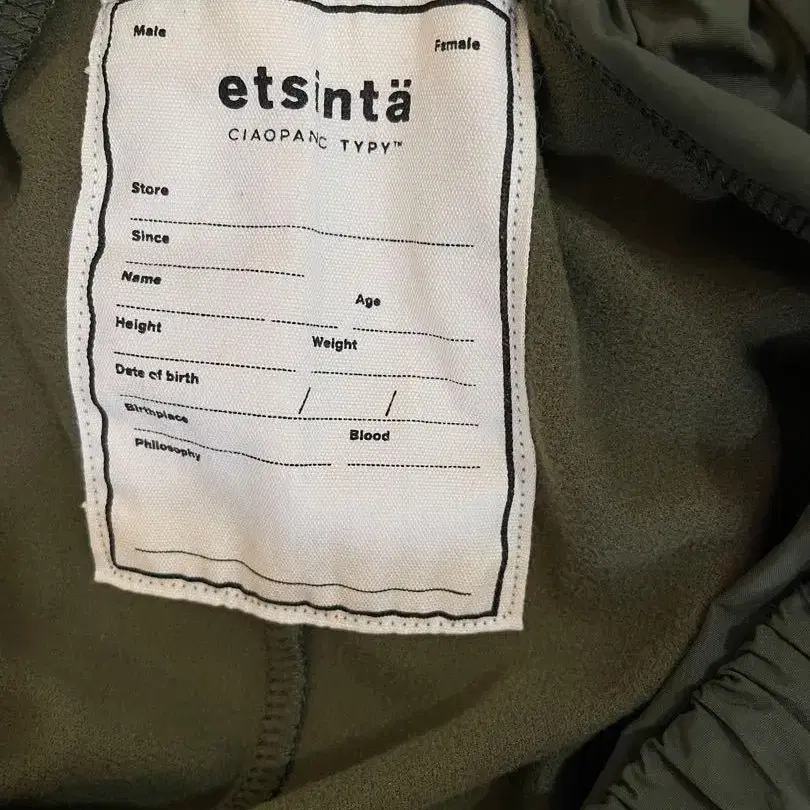 Male
Female
etsintä
CIAOPANIC TYPY™
Store
Since
Name
Age
Height
Weight
Date of birth / /
Birthplace
Blood
Philosophy